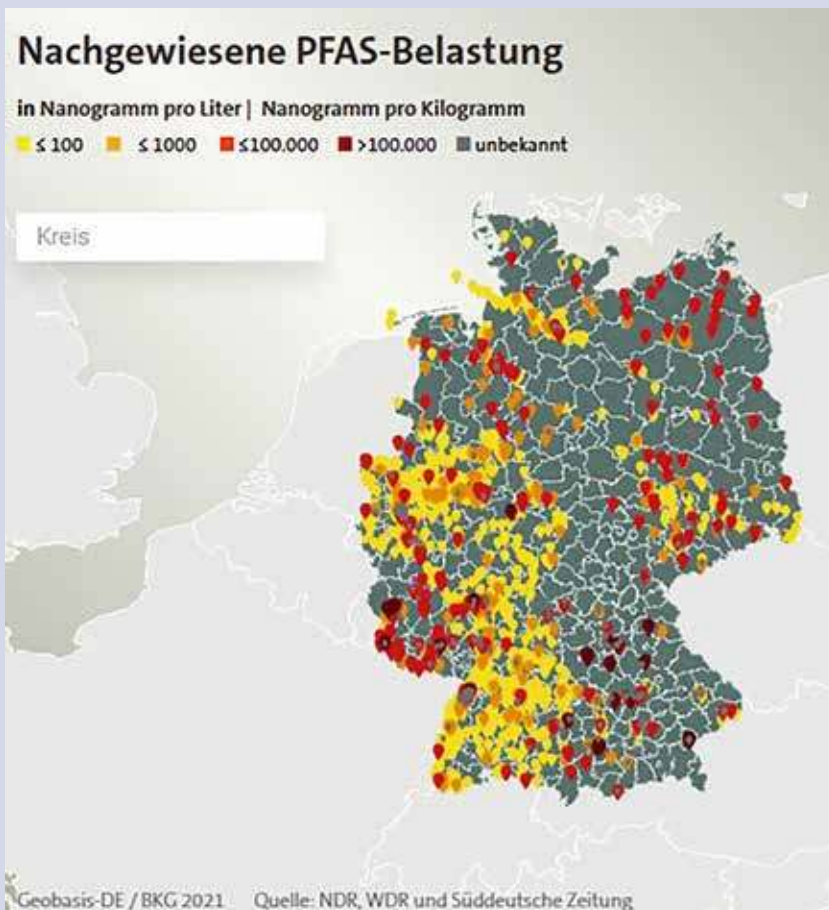 Nachgewiesene PFAS-Belastung
in Nanogramm pro Liter | Nanogramm pro Kilogramm
≤ 100 ≤ 1000 ≤100.000 >100.000 unbekannt
Kreis
Geobasis-DE / BKG 2021 Quelle: NDR, WDR und Süddeutsche Zeitung